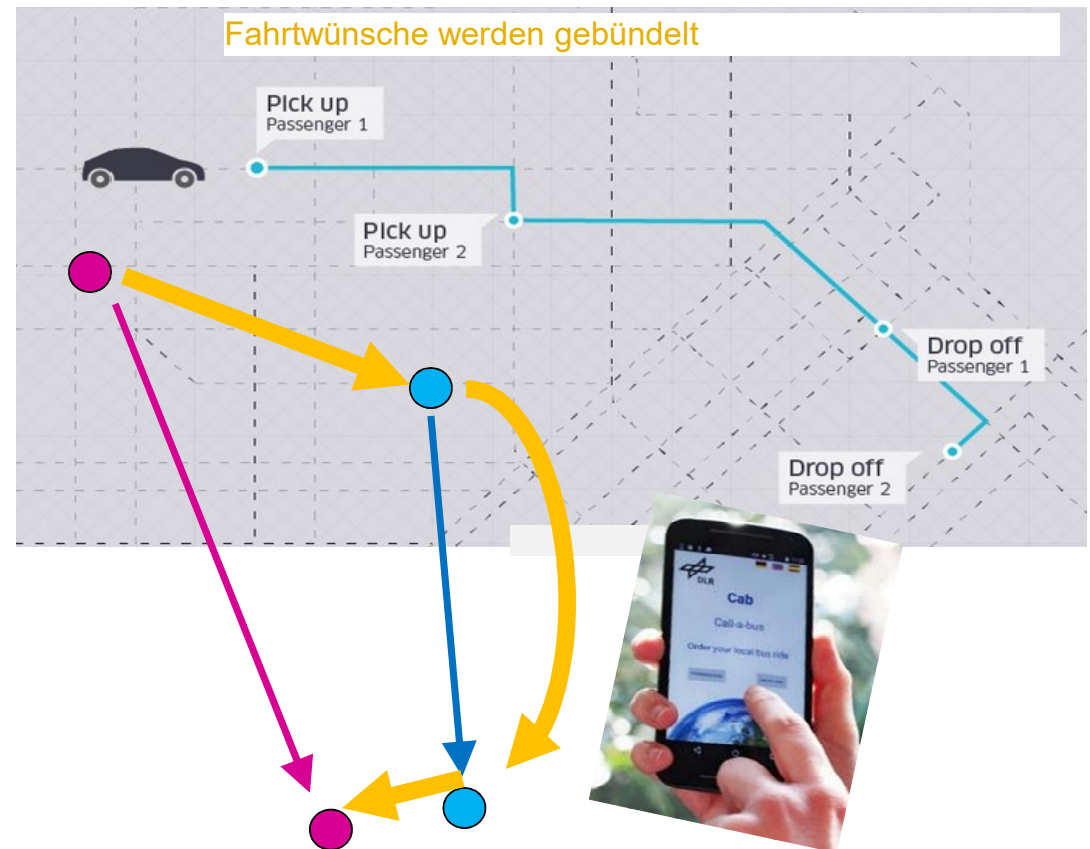 Fahrtwünsche werden gebündelt
Pick up
Passenger 1
Pick up
Passenger 2
Drop off
Passenger 1
Drop off
Passenger 2
DLR
Cab
Call-a-bus
Order your local bus ride